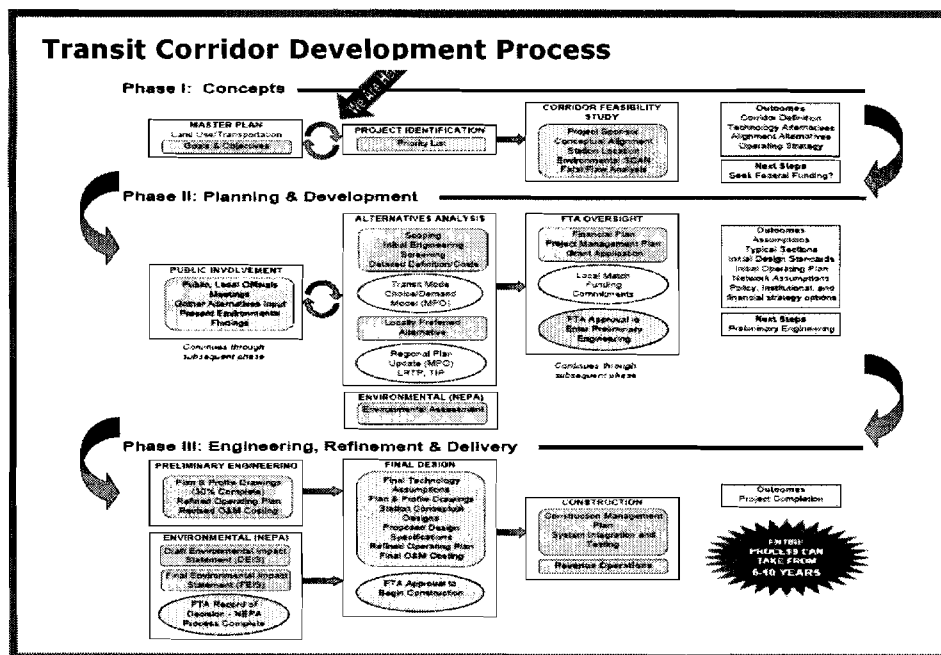 Transit Corridor Development Process
We Are Here
Phase I: Concepts
MASTER PLAN
Land Use/Transportation
Goals & Objectives
PROJECT IDENTIFICATION
Priority List
CORRIDOR FEASIBILITY
STUDY
Project Sponsor
Conceptual Alignment
Station Location
Environmental SCAN
Fatal Flaw Analysis
Outcomes
Corridor Definition
Technology Alternatives
Alignment Alternatives
Operating Strategy
Next Steps
Seek Federal Funding?
Phase II: Planning & Development
PUBLIC INVOLVEMENT
Public, Local Officials
Meetings
Gather Alternatives Input
Present Environmental
Findings
Continues through
subsequent phase
ALTERNATIVES ANALYSIS
Scoping
Initial Engineering
Screening
Detailed Definition/Costs
Transit Mode
Choice/Demand
Model (MPO)
Locally Preferred
Alternative
Regional Plan
Update (MPO)
LRTP, TIP
ENVIRONMENTAL (NEPA)
Environmental Assessment
FTA OVERSIGHT
Financial Plan
Project Management Plan
Grant Application
Local Match
Funding
Commitments
FTA Approval to
Enter Preliminary
Engineering
Continues through
subsequent phase
Outcomes
Assumptions
Typical Sections
Initial Design Standards
Initial Operating Plan
Network Assumptions
Policy, Institutional, and
financial strategy options
Next Steps
Preliminary Engineering
Phase III: Engineering, Refinement & Delivery
PRELIMINARY ENGINEERING
Plan & Profile Drawings
(30% Complete)
Refined Operating Plan
Revised O&M Costing
ENVIRONMENTAL (NEPA)
Draft Environmental Impact
Statement (DEIS)
Final Environmental Impact
Statement (FEIS)
FTA Record of
Decision - NEPA
Process Complete
FINAL DESIGN
Final Technology
Assumptions
Plan & Profile Drawings
Station Conceptual
Designs
Proposed Design
Specifications
Refined Operating Plan
Final O&M Costing
FTA Approval to
Begin Construction
CONSTRUCTION
Construction Management
Plan
System Integration and
Testing
Revenue Operations
Outcomes
Project Completion
ENTIRE
PROCESS CAN
TAKE FROM
6-10 YEARS